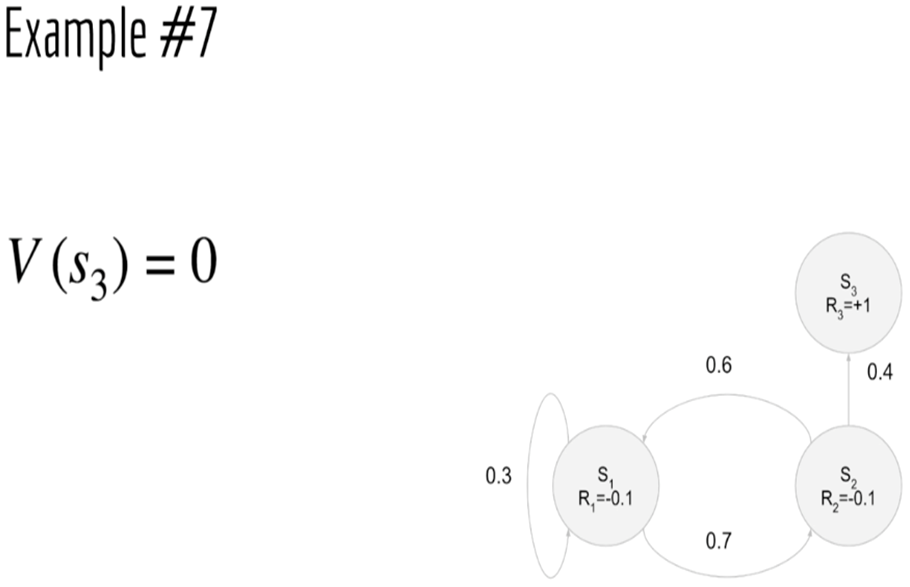 Example #7
V(s₃) = 0
S₃
R₃=+1
0.6
0.4
0.3
S₁
R₁=-0.1
S₂
R₂=-0.1
0.7